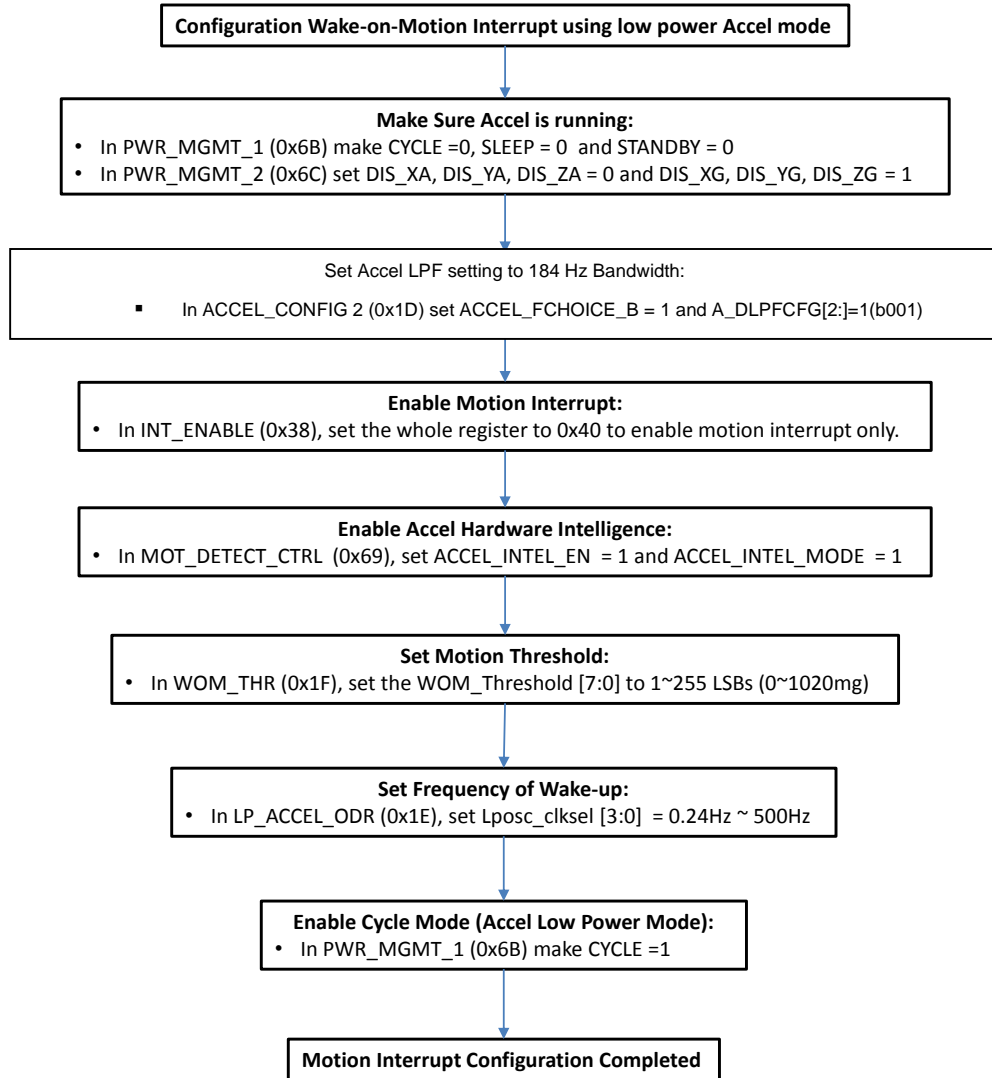 Configuration Wake-on-Motion Interrupt using low power Accel mode
Make Sure Accel is running:
• In PWR_MGMT_1 (0x6B) make CYCLE =0, SLEEP = 0 and STANDBY = 0
• In PWR_MGMT_2 (0x6C) set DIS_XA, DIS_YA, DIS_ZA = 0 and DIS_XG, DIS_YG, DIS_ZG = 1
Set Accel LPF setting to 184 Hz Bandwidth:
▪ In ACCEL_CONFIG 2 (0x1D) set ACCEL_FCHOICE_B = 1 and A_DLPFCFG[2:]=1(b001)
Enable Motion Interrupt:
• In INT_ENABLE (0x38), set the whole register to 0x40 to enable motion interrupt only.
Enable Accel Hardware Intelligence:
• In MOT_DETECT_CTRL (0x69), set ACCEL_INTEL_EN = 1 and ACCEL_INTEL_MODE = 1
Set Motion Threshold:
• In WOM_THR (0x1F), set the WOM_Threshold [7:0] to 1~255 LSBs (0~1020mg)
Set Frequency of Wake-up:
• In LP_ACCEL_ODR (0x1E), set Lposc_clksel [3:0] = 0.24Hz ~ 500Hz
Enable Cycle Mode (Accel Low Power Mode):
• In PWR_MGMT_1 (0x6B) make CYCLE =1
Motion Interrupt Configuration Completed